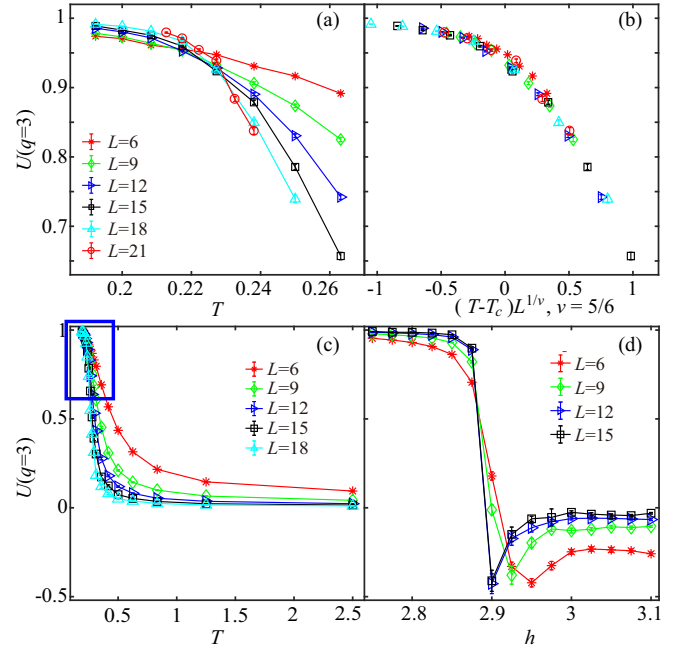 (a)
U(q=3)
1
0.9
0.8
0.7
L=6
L=9
L=12
L=15
L=18
L=21
0.2
0.22
0.24
0.26
T
(b)
-1
-0.5
0
0.5
1
(T-Tc)L^1/ν, ν = 5/6
(c)
U(q=3)
1
0.5
0
-0.5
L=6
L=9
L=12
L=15
L=18
0.5
1
1.5
2
2.5
T
(d)
L=6
L=9
L=12
L=15
2.8
2.9
3
3.1
h